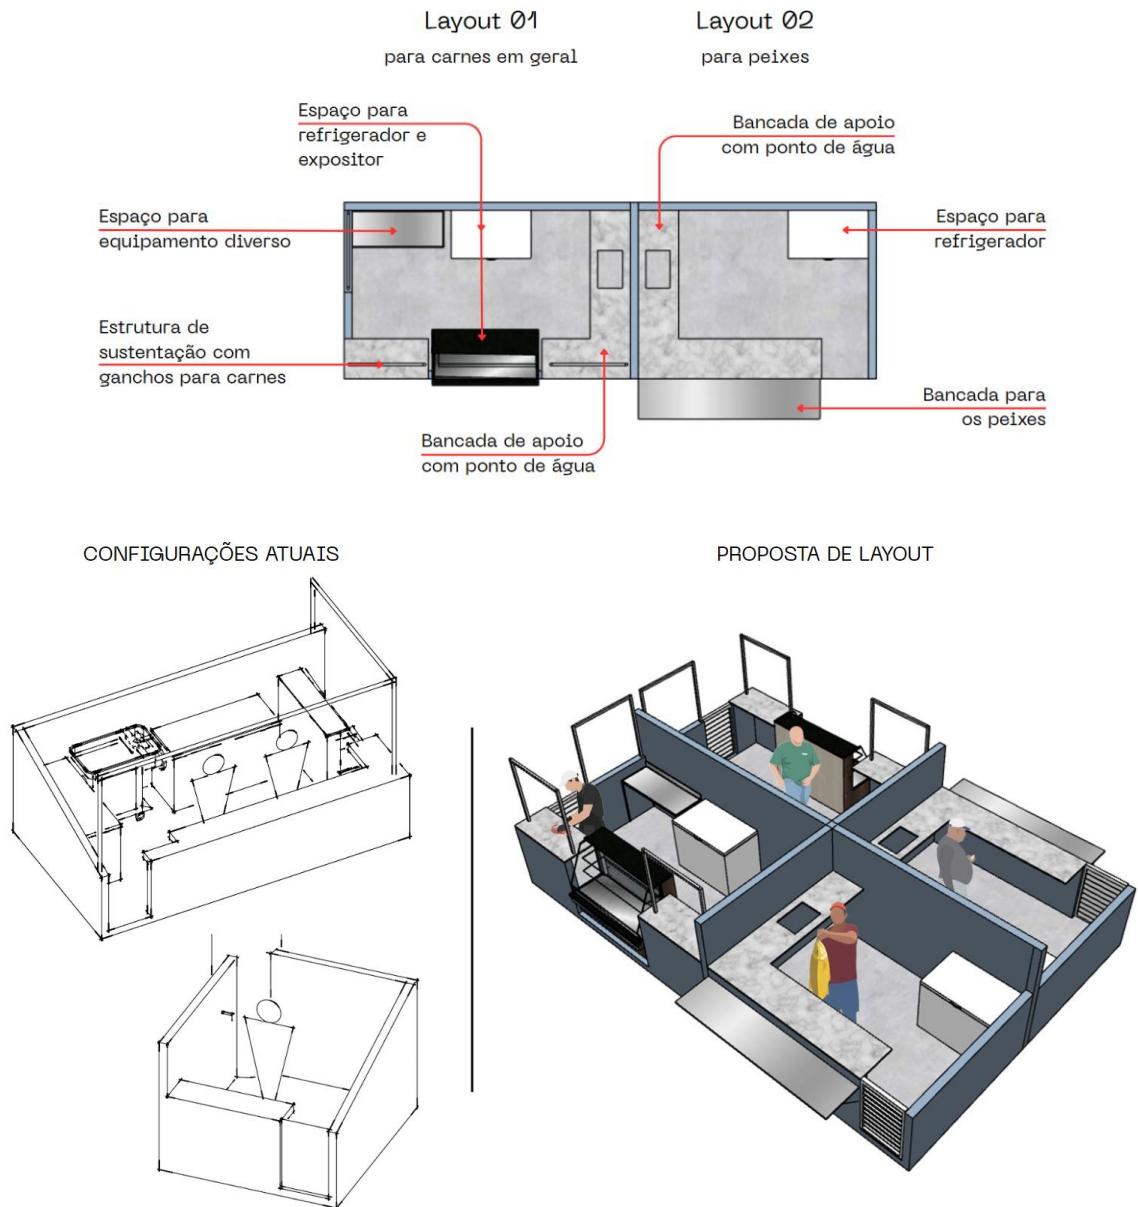 Layout 01
para carnes em geral
Layout 02
para peixes
Espaço para
refrigerador e
expositor
Bancada de apoio
com ponto de água
Espaço para
equipamento diverso
Espaço para
refrigerador
Estrutura de
sustentação com
ganchos para carnes
Bancada para
os peixes
Bancada de apoio
com ponto de água
CONFIGURAÇÕES ATUAIS
PROPOSTA DE LAYOUT